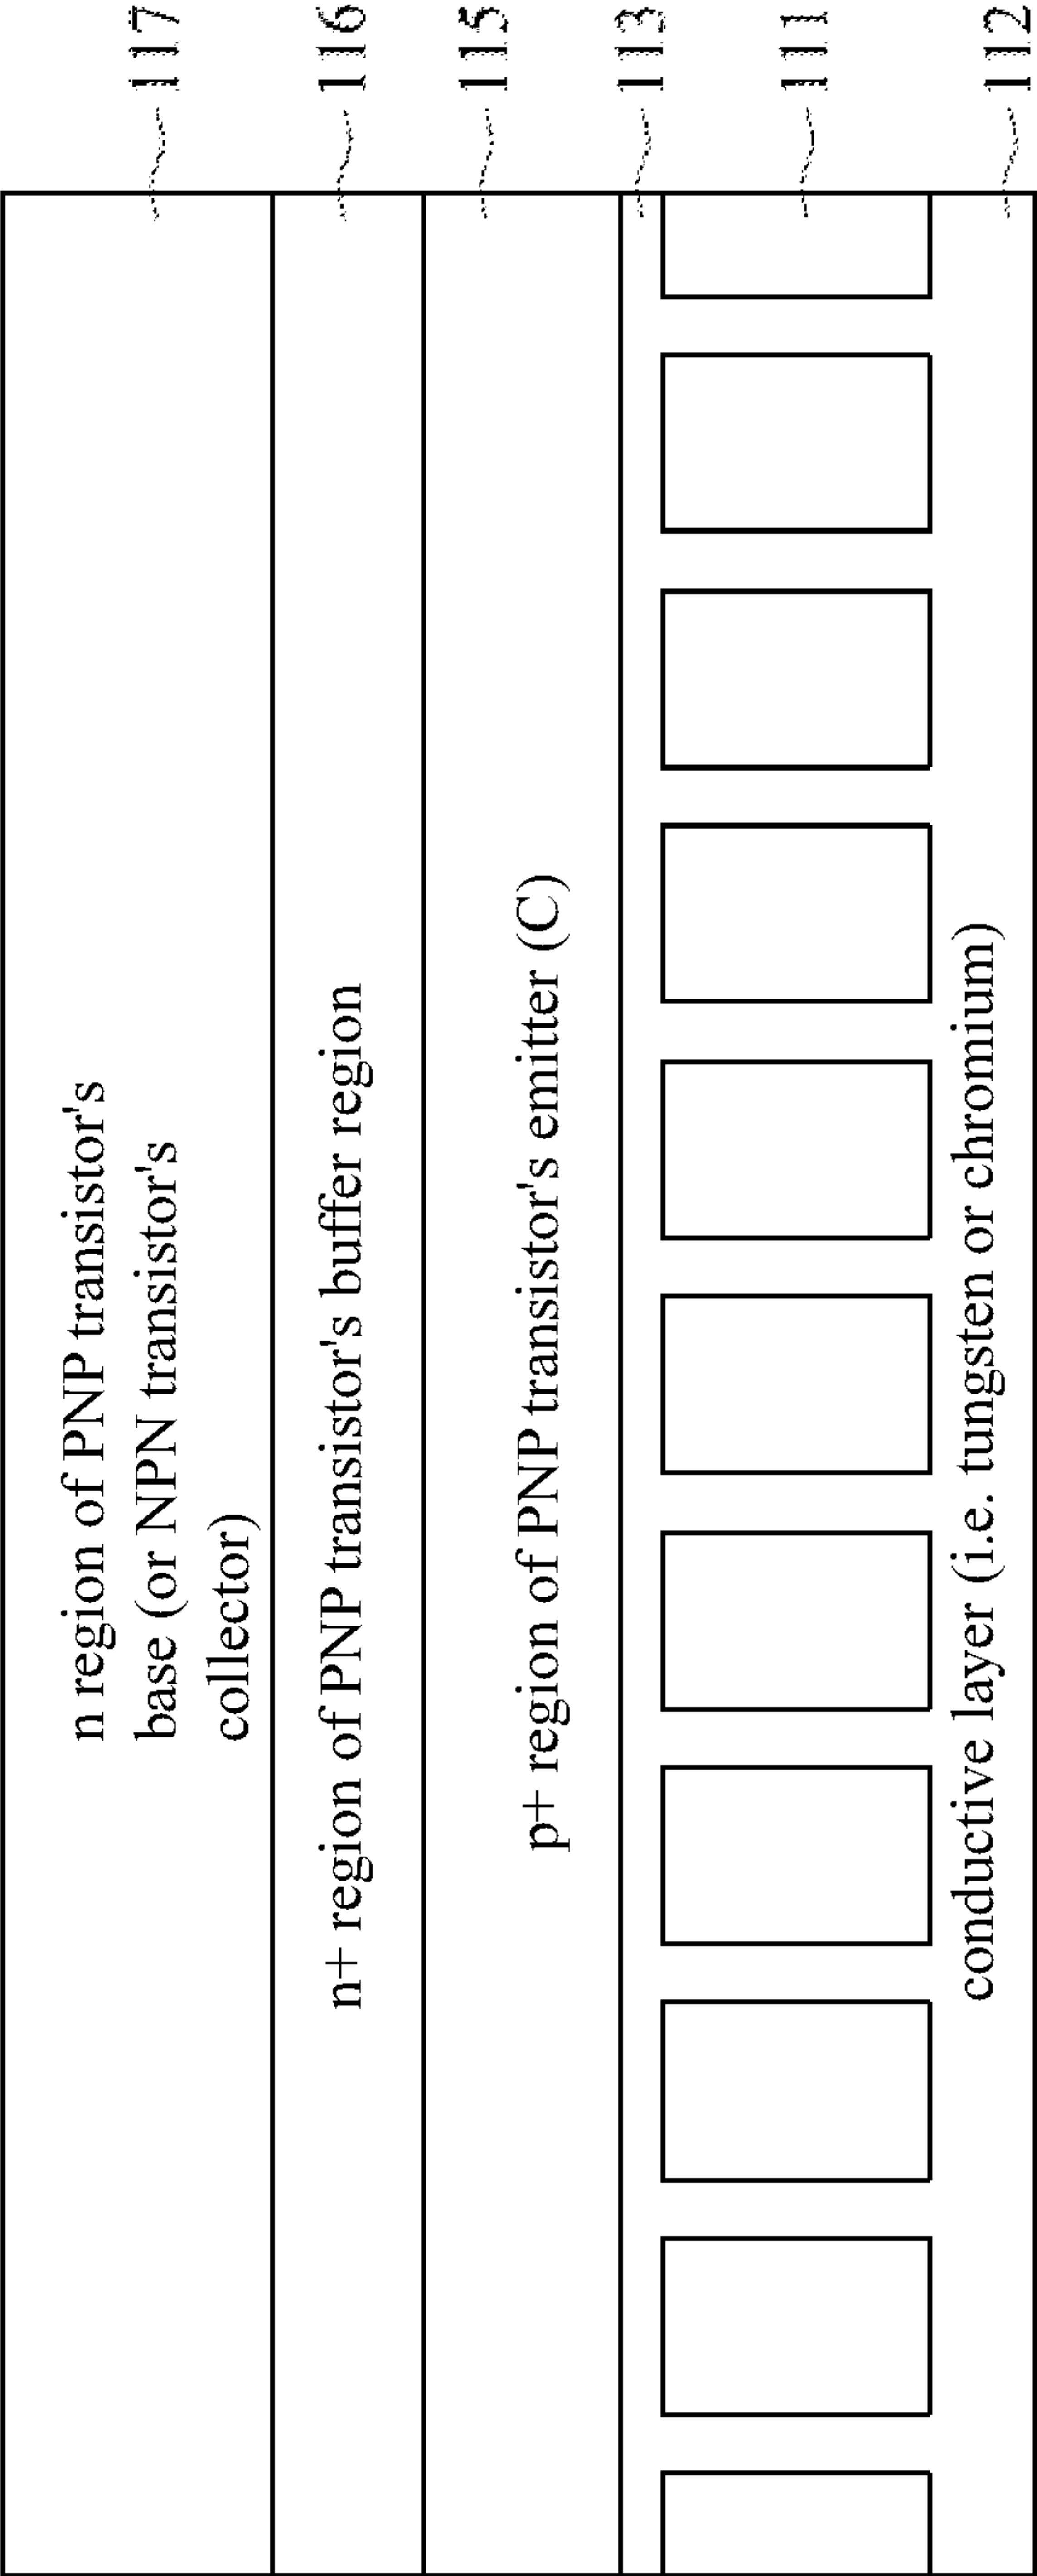 n region of PNP transistor's
base (or NPN transistor's
collector)
117
n+ region of PNP transistor's buffer region
116
p+ region of PNP transistor's emitter (C)
115
113
111
conductive layer (i.e. tungsten or chromium)
112